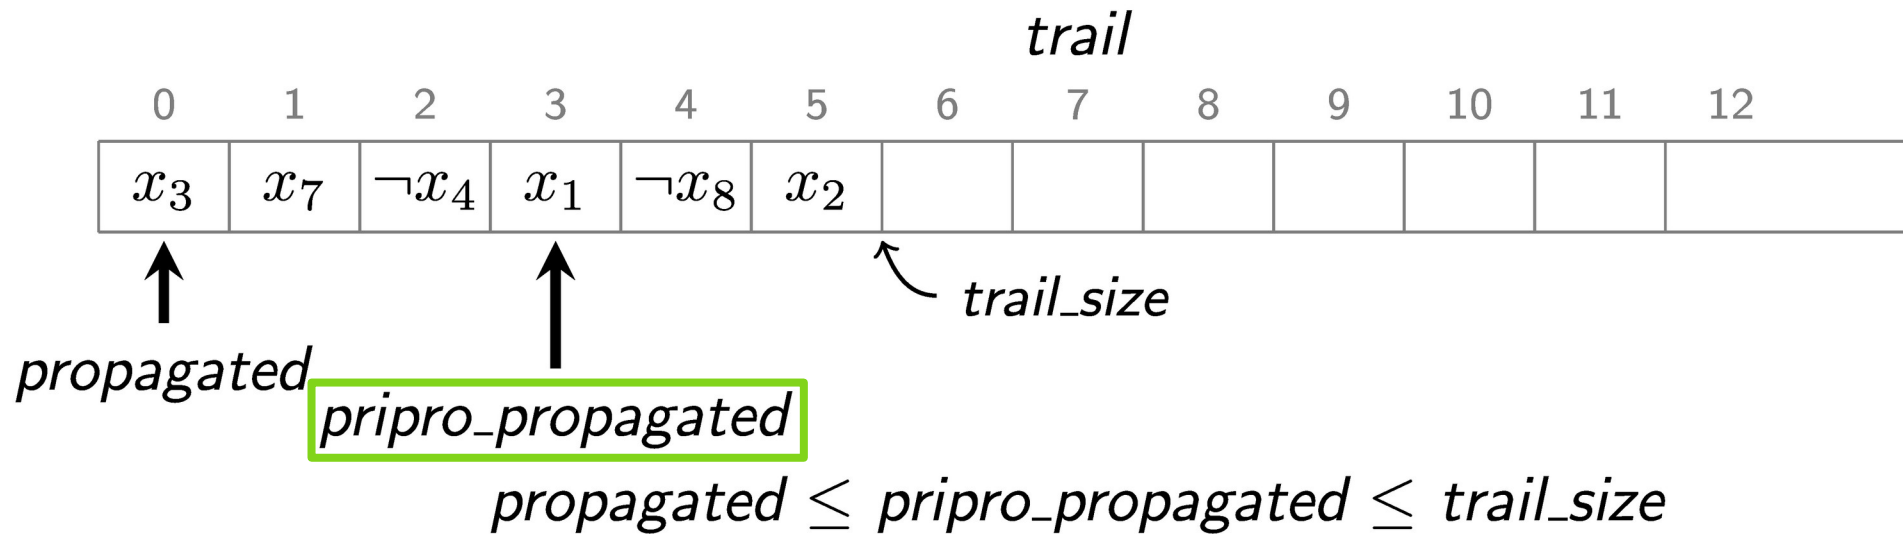 trail
0 1 2 3 4 5 6 7 8 9 10 11 12
x₃ x₇ ¬x₄ x₁ ¬x₈ x₂
trail_size
propagated
pripro_propagated
propagated ≤ pripro_propagated ≤ trail_size